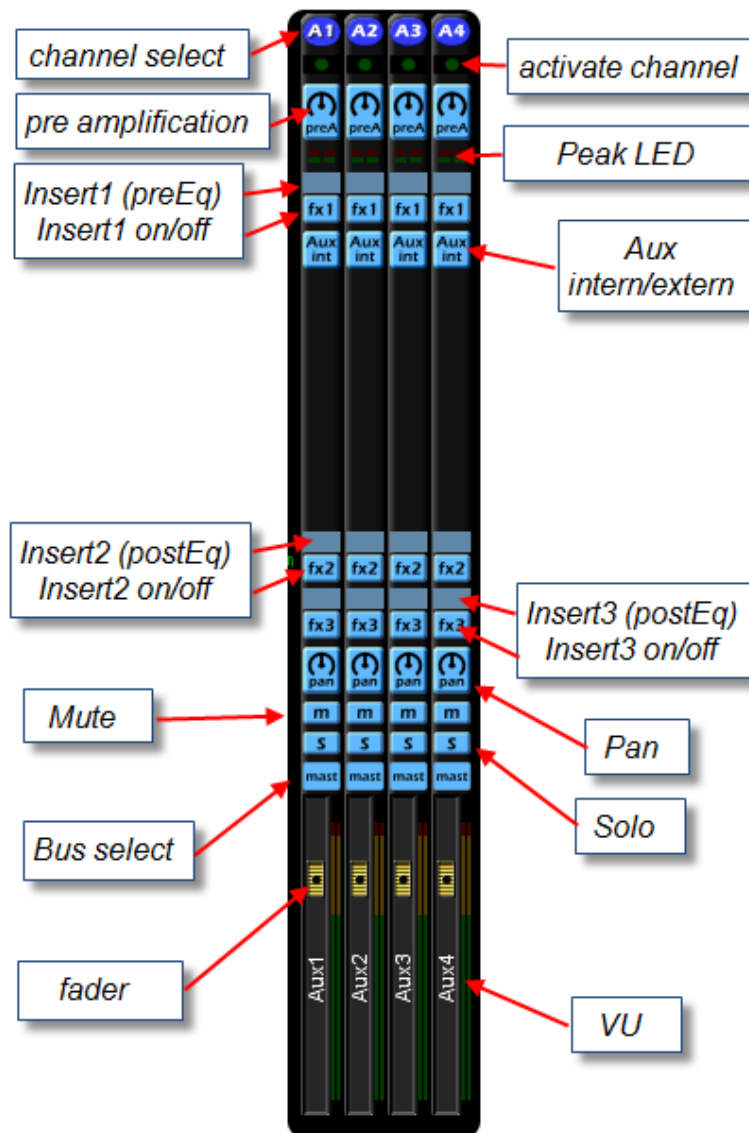 A1 A2 A3 A4
channel select
activate channel
pre amplification
preA preA preA preA
Peak LED
Insert1 (preEq)
Insert1 on/off
fx1 fx1 fx1 fx1
Aux Aux Aux Aux
int int int int
Aux
intern/extern
Insert2 (postEq)
Insert2 on/off
fx2 fx2 fx2 fx2
Insert3 (postEq)
Insert3 on/off
fx3 fx3 fx3 fx3
pan pan pan pan
Mute
m m m m
Pan
s s s s
Solo
mast mast mast mast
Bus select
Aux1 Aux2 Aux3 Aux4
fader
VU